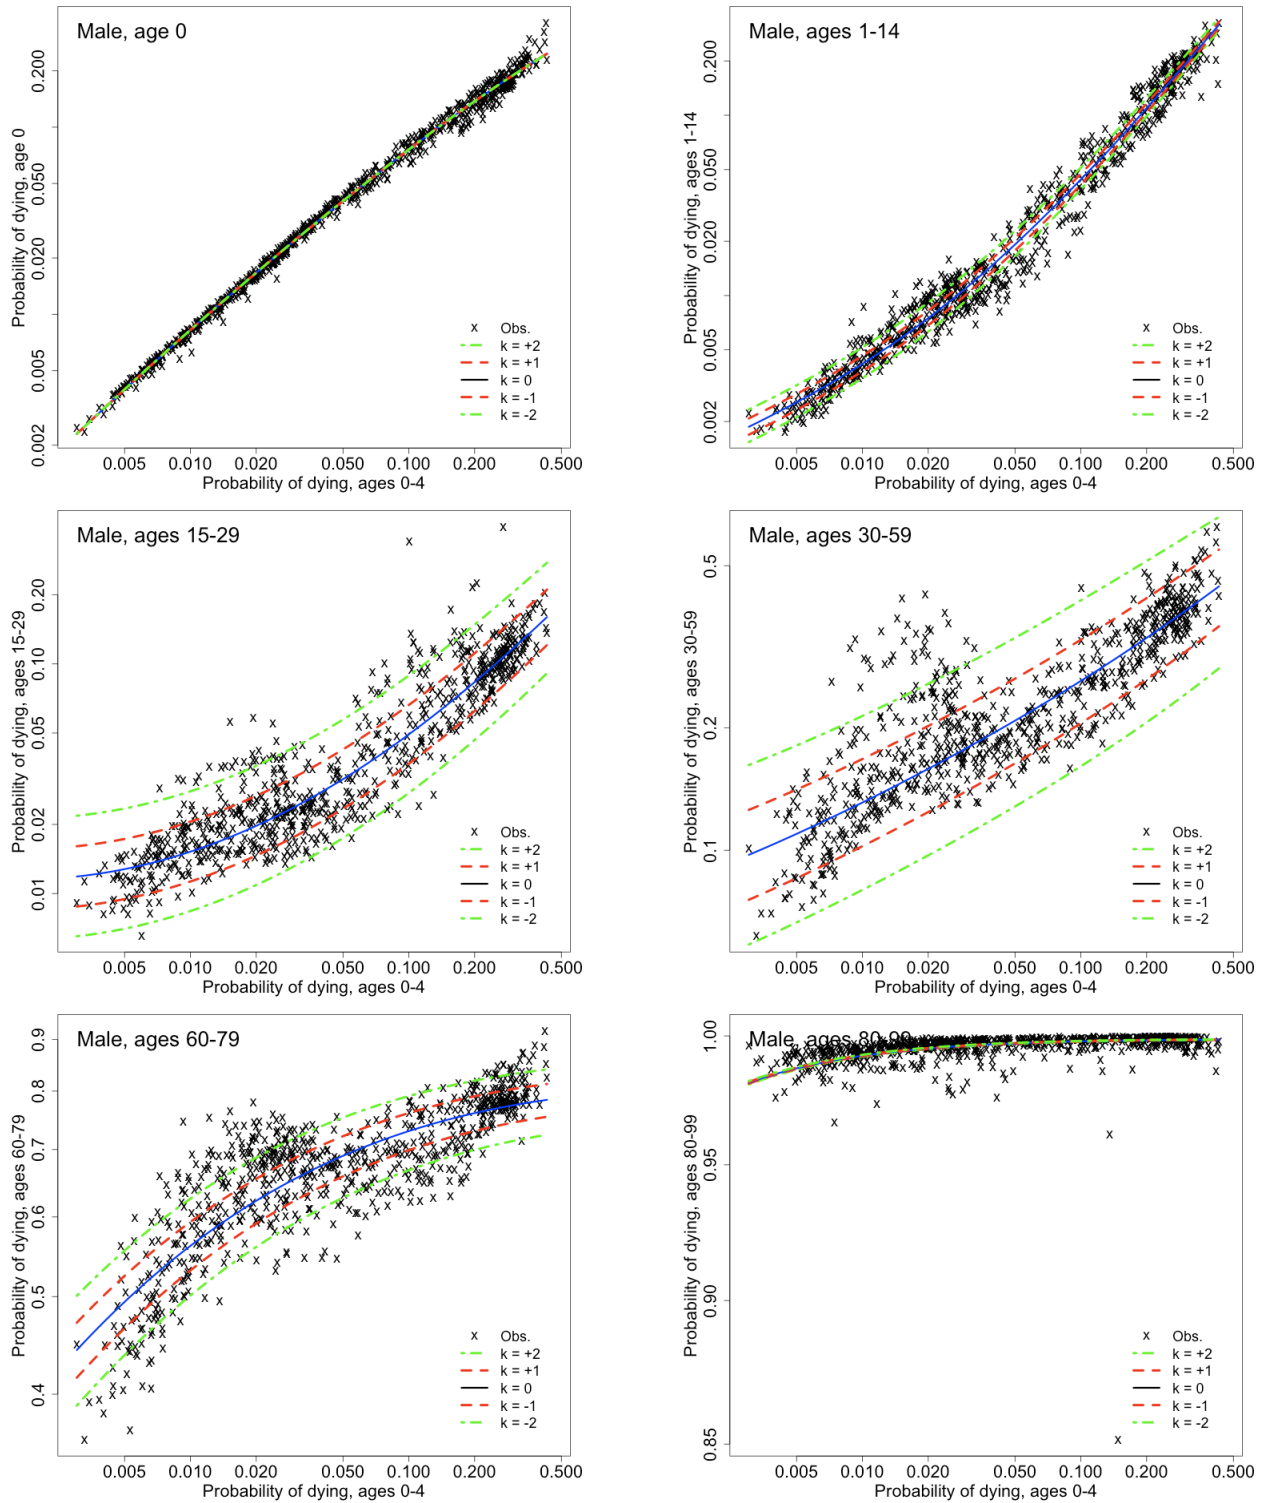 Male, age 0
Probability of dying, age 0
0.200
0.050
0.020
0.005
0.002
x Obs.
k = +2
k = +1
k = 0
k = -1
k = -2
0.005 0.010 0.020 0.050 0.100 0.200 0.500
Probability of dying, ages 0-4
Male, ages 1-14
Probability of dying, ages 1-14
0.200
0.050
0.020
0.005
0.002
x Obs.
k = +2
k = +1
k = 0
k = -1
k = -2
0.005 0.010 0.020 0.050 0.100 0.200 0.500
Probability of dying, ages 0-4
Male, ages 15-29
Probability of dying, ages 15-29
0.20
0.10
0.05
0.02
0.01
x Obs.
k = +2
k = +1
k = 0
k = -1
k = -2
0.005 0.010 0.020 0.050 0.100 0.200 0.500
Probability of dying, ages 0-4
Male, ages 30-59
Probability of dying, ages 30-59
0.5
0.2
0.1
x Obs.
k = +2
k = +1
k = 0
k = -1
k = -2
0.005 0.010 0.020 0.050 0.100 0.200 0.500
Probability of dying, ages 0-4
Male, ages 60-79
Probability of dying, ages 60-79
0.9
0.8
0.7
0.6
0.5
0.4
x Obs.
k = +2
k = +1
k = 0
k = -1
k = -2
0.005 0.010 0.020 0.050 0.100 0.200 0.500
Probability of dying, ages 0-4
Male, ages 80-99
Probability of dying, ages 80-99
1.00
0.95
0.90
0.85
x Obs.
k = +2
k = +1
k = 0
k = -1
k = -2
0.005 0.010 0.020 0.050 0.100 0.200 0.500
Probability of dying, ages 0-4